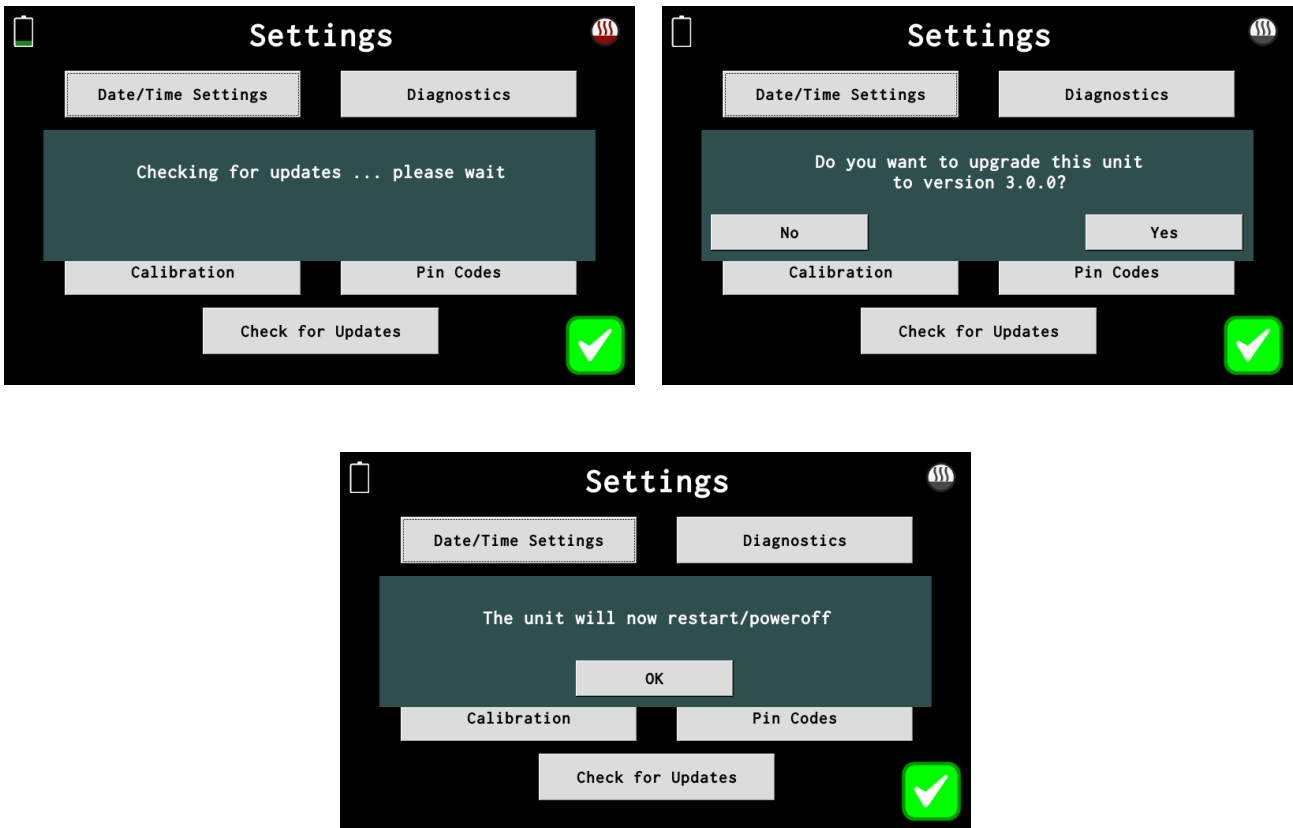 Settings
Date/Time Settings
Diagnostics
Checking for updates ... please wait
Calibration
Pin Codes
Check for Updates
Settings
Date/Time Settings
Diagnostics
Do you want to upgrade this unit
to version 3.0.0?
No
Yes
Calibration
Pin Codes
Check for Updates
Settings
Date/Time Settings
Diagnostics
The unit will now restart/poweroff
OK
Calibration
Pin Codes
Check for Updates